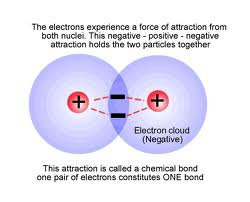 The electrons experience a force of attraction from
both nuclei. This negative - positive - negative
attraction holds the two particles together
+
+
Electron cloud
(Negative)
This attraction is called a chemical bond
one pair of electrons constitutes ONE bond